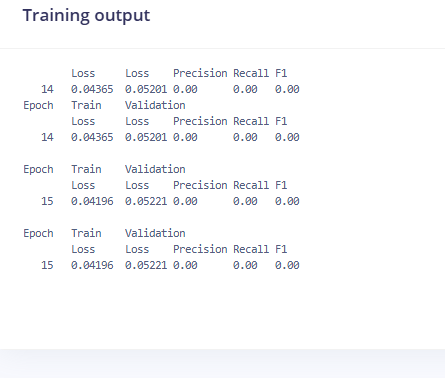 Training output
Loss Loss Precision Recall F1
14 0.04365 0.05201 0.00 0.00 0.00
Epoch Train Validation
Loss Loss Precision Recall F1
14 0.04365 0.05201 0.00 0.00 0.00
Epoch Train Validation
Loss Loss Precision Recall F1
15 0.04196 0.05221 0.00 0.00 0.00
Epoch Train Validation
Loss Loss Precision Recall F1
15 0.04196 0.05221 0.00 0.00 0.00